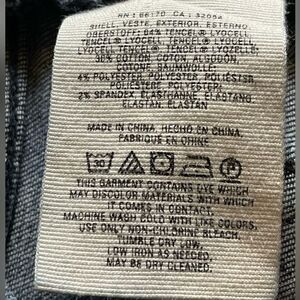 RN: 66170 CA: 32054
SHELL, VESTE, EXTERIOR, ESTERNO,
OBERSTOFF: 64% TENCEL® LYOCELL,
TENCEL® LYOCELL, TENCEL® LYOCELL,
TENCEL® LYOCELL, TENCEL® LYOZELL;
30% COTTON, COTON, ALGODON,
COTONE,
4% POLYESTER, POLYESTER, POLIÉSTER,
POLIESTERE, POLYESTER;
2% SPANDEX, ELASTHANNE, ELASTANO,
ELASTAN, ELASTAN
MADE IN CHINA, HECHO EN CHINA,
FABRIQUE EN CHINE
30 P
THIS GARMENT CONTAINS DYE WHICH
MAY DISCOLOR MATERIALS WITH WHICH
IT COMES IN CONTACT.
MACHINE WASH COLD WITH LIKE COLORS.
USE ONLY NON-CHLORINE BLEACH.
TUMBLE DRY LOW.
LOW IRON AS NEEDED.
MAY BE DRY CLEANED.